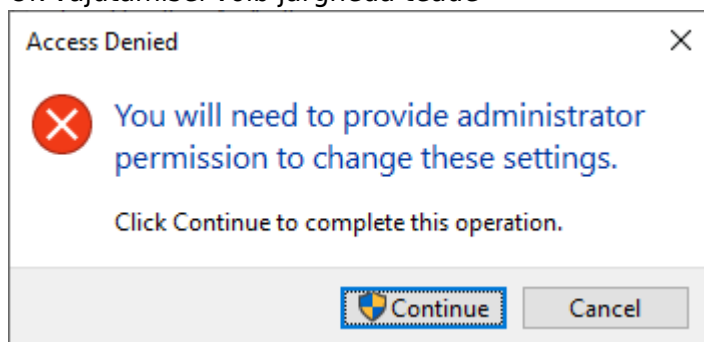 Access Denied
You will need to provide administrator
permission to change these settings.
Click Continue to complete this operation.
Continue
Cancel